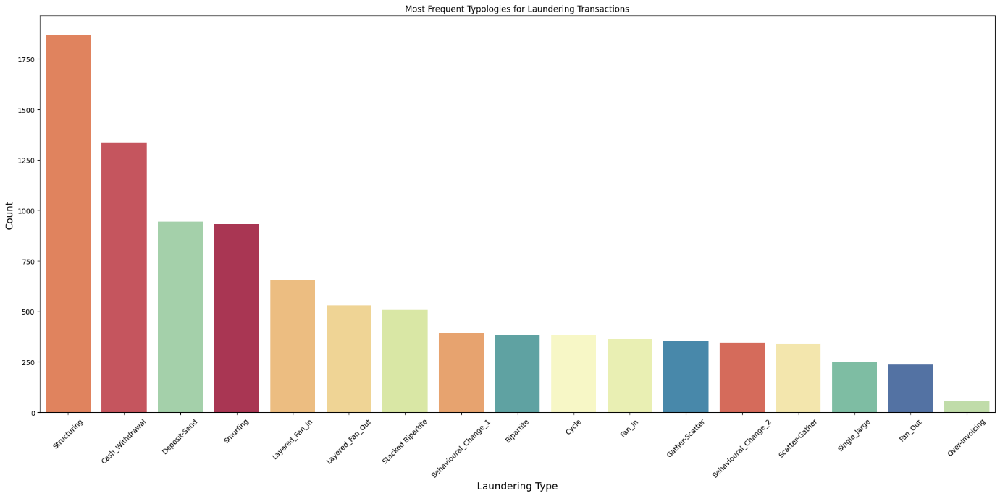 Most Frequent Typologies for Laundering Transactions
Count
1750
1500
1250
1000
750
500
250
0
Structuring
Cash_Withdrawal
Deposit-Send
Smurfing
Layered_Fan_In
Layered_Fan_Out
Stacked Bipartite
Behavioural_Change_1
Bipartite
Cycle
Fan_In
Gather-Scatter
Behavioural_Change_2
Scatter-Gather
Single_large
Fan_Out
Over-Invoicing
Laundering Type